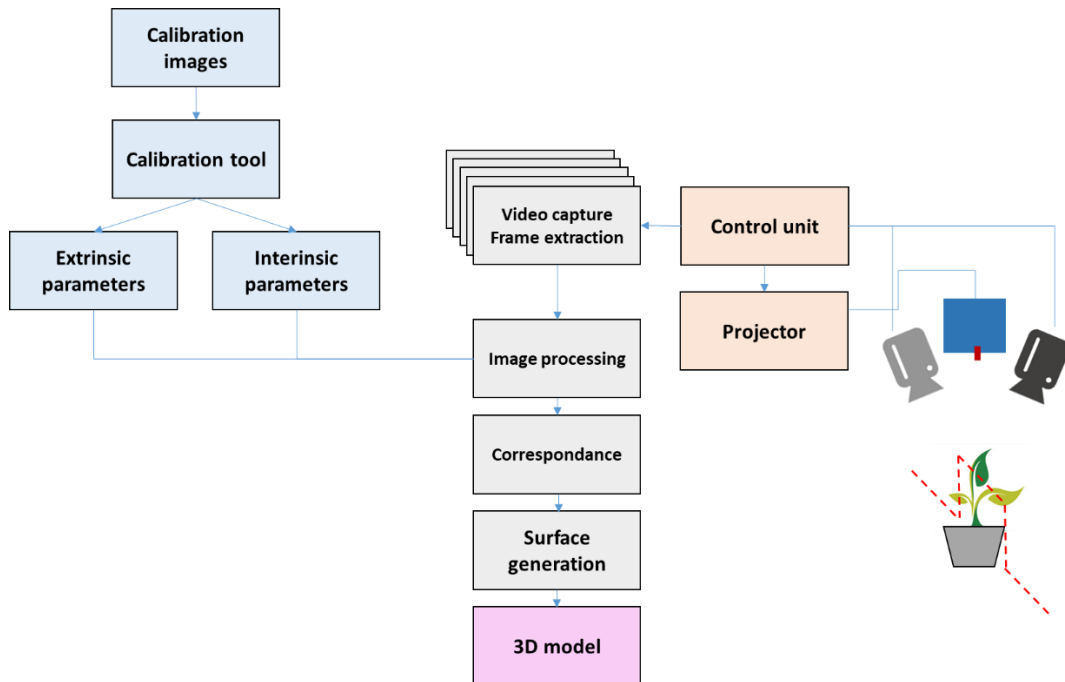 Calibration
images
Calibration tool
Extrinsic
parameters
Interinsic
parameters
Video capture
Frame extraction
Control unit
Projector
Image processing
Correspondance
Surface
generation
3D model